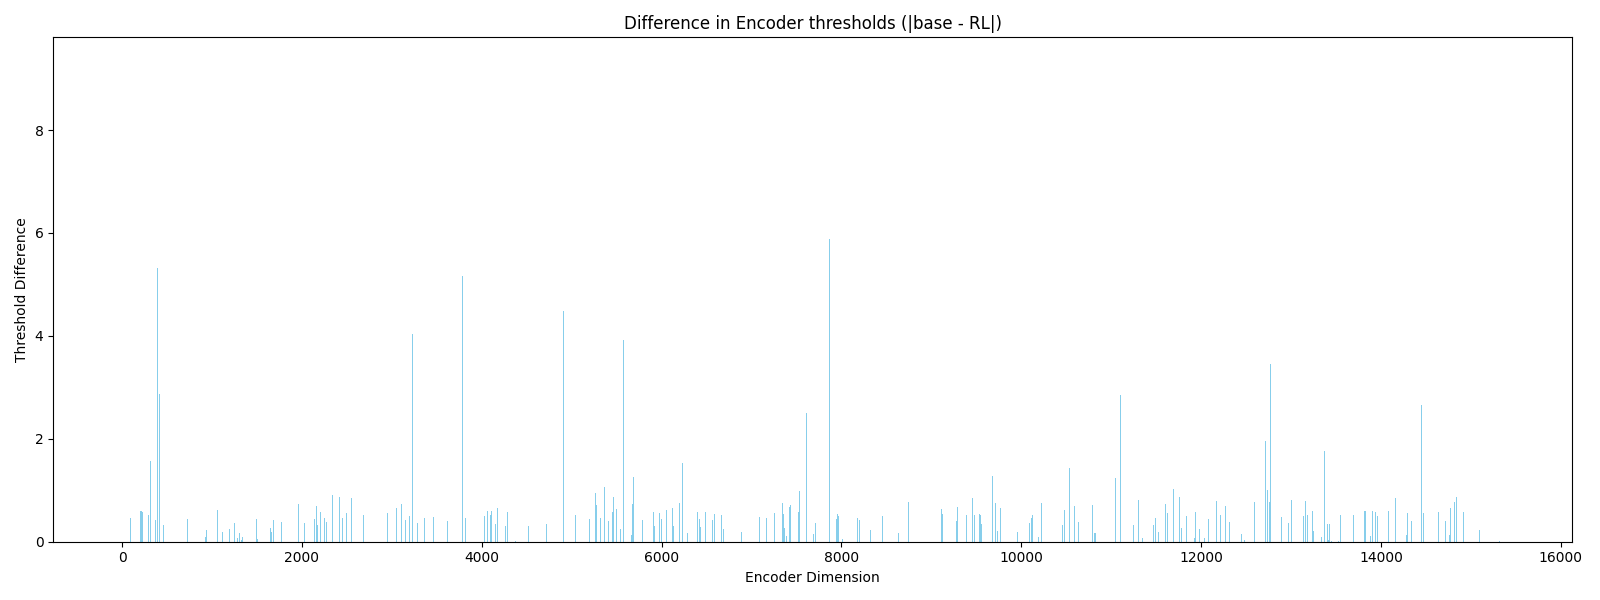 Difference in Encoder thresholds (|base - RL|)
Threshold Difference
8
6
4
2
0
0 2000 4000 6000 8000 10000 12000 14000 16000
Encoder Dimension